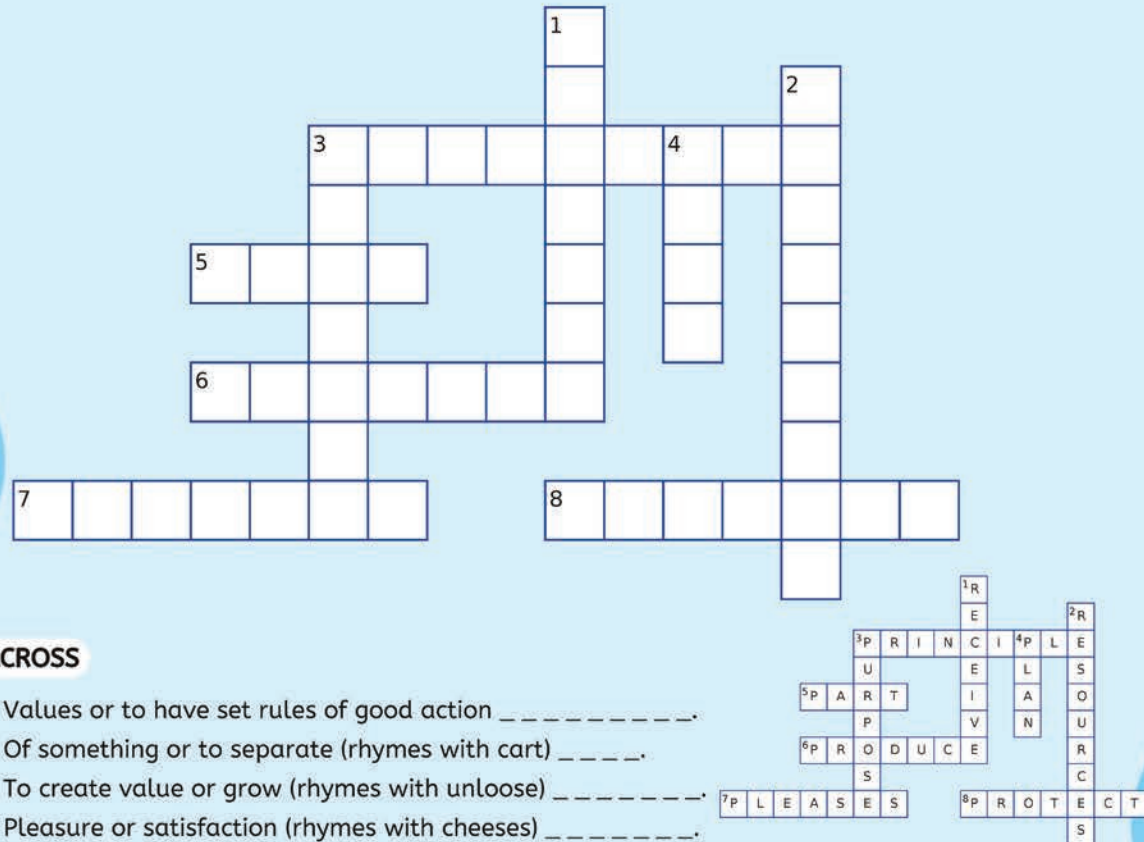 1
2
3 4
5
6
7 8
CROSS
Values or to have set rules of good action _ _ _ _ _ _ _ _ _.
Of something or to separate (rhymes with cart) _ _ _ _.
To create value or grow (rhymes with unloose) _ _ _ _ _ _ _.
Pleasure or satisfaction (rhymes with cheeses) _ _ _ _ _ _ _.
1R
E 2R
3P R I N C I 4P L E
U E L S
5P A R T I A O
P V N U
6P R O D U C E R
S C
7P L E A S E S 8P R O T E C T
S